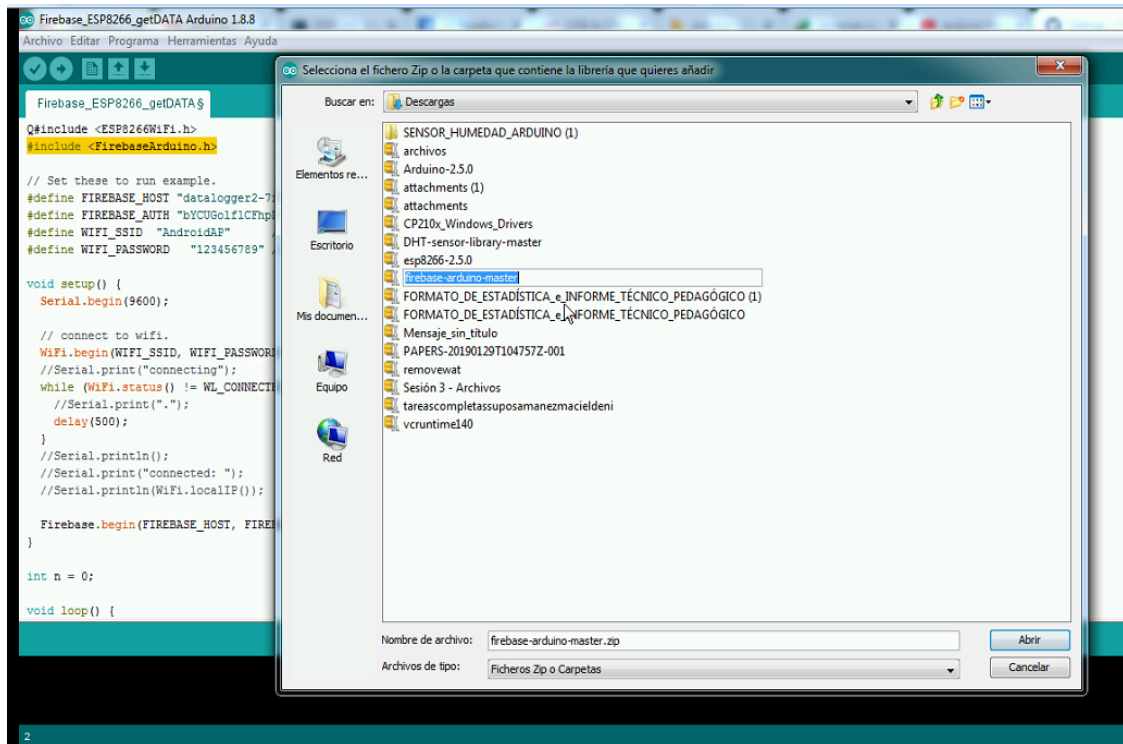 Firebase_ESP8266_getDATA Arduino 1.8.8
Archivo Editar Programa Herramientas Ayuda
Firebase_ESP8266_getDATA §
Q#include <ESP8266WiFi.h>
#include <FirebaseArduino.h>
// Set these to run example.
#define FIREBASE_HOST "datalogger2-7
#define FIREBASE_AUTH "bYCUGolflCFhp
#define WIFI_SSID "AndroidAP"
#define WIFI_PASSWORD "123456789" /
void setup() {
Serial.begin(9600);
// connect to wifi.
WiFi.begin(WIFI_SSID, WIFI_PASSWORD
//Serial.print("connecting");
while (WiFi.status() != WL_CONNECTE
//Serial.print(".");
delay(500);
}
//Serial.println();
//Serial.print("connected: ");
//Serial.println(WiFi.localIP());
Firebase.begin(FIREBASE_HOST, FIREB
}
int n = 0;
void loop() {
2
Selecciona el fichero Zip o la carpeta que contiene la librería que quieres añadir
Buscar en: Descargas
Elementos re...
Escritorio
Mis documen...
Equipo
Red
SENSOR_HUMEDAD_ARDUINO (1)
archivos
Arduino-2.5.0
attachments (1)
attachments
CP210x_Windows_Drivers
DHT-sensor-library-master
esp8266-2.5.0
firebase-arduino-master
FORMATO_DE_ESTADÍSTICA_e_INFORME_TÉCNICO_PEDAGÓGICO (1)
FORMATO_DE_ESTADÍSTICA_e_INFORME_TÉCNICO_PEDAGÓGICO
Mensaje_sin_título
PAPERS-20190129T104757Z-001
removewat
Sesión 3 - Archivos
tareascompletassuposamanezmacieldeni
vcruntime140
Nombre de archivo: firebase-arduino-master.zip
Abrir
Archivos de tipo: Ficheros Zip o Carpetas
Cancelar